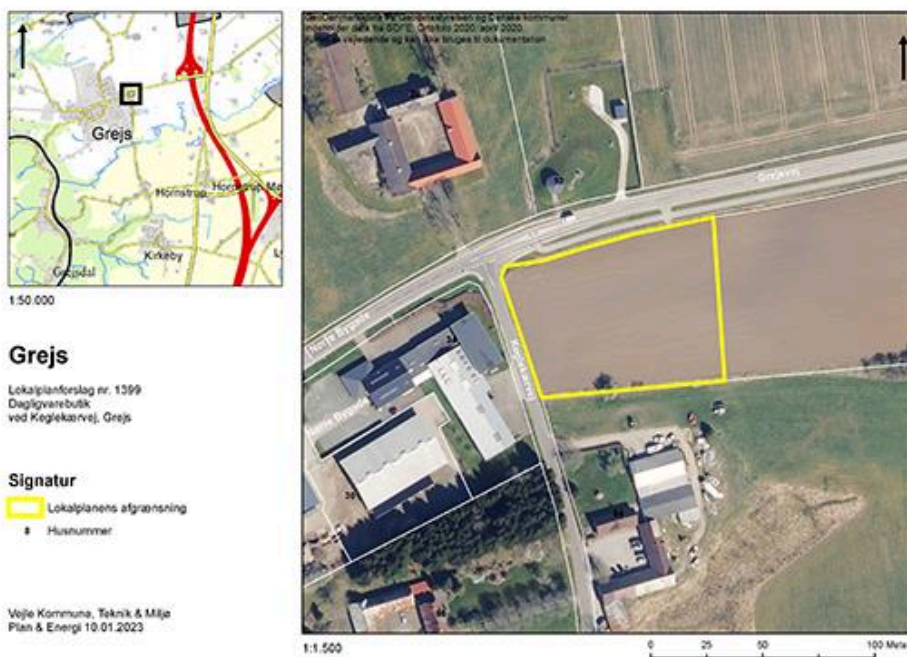 Grejs
Hornstrup
Kirkeby
Grejsdal
1:50.000
Grejs
Lokalplanforslag nr. 1399
Dagligvarebutik
ved Keglekærvej, Grejs
Signatur
Lokalplanens afgrænsning
Husnummer
Vejle Kommune, Teknik & Miljø
Plan & Energi 10.01.2023
Grejsvej
Nørre Bygade
Keglekærvej
Nørre Bygade
1:1.500
0 25 50 100 Mete